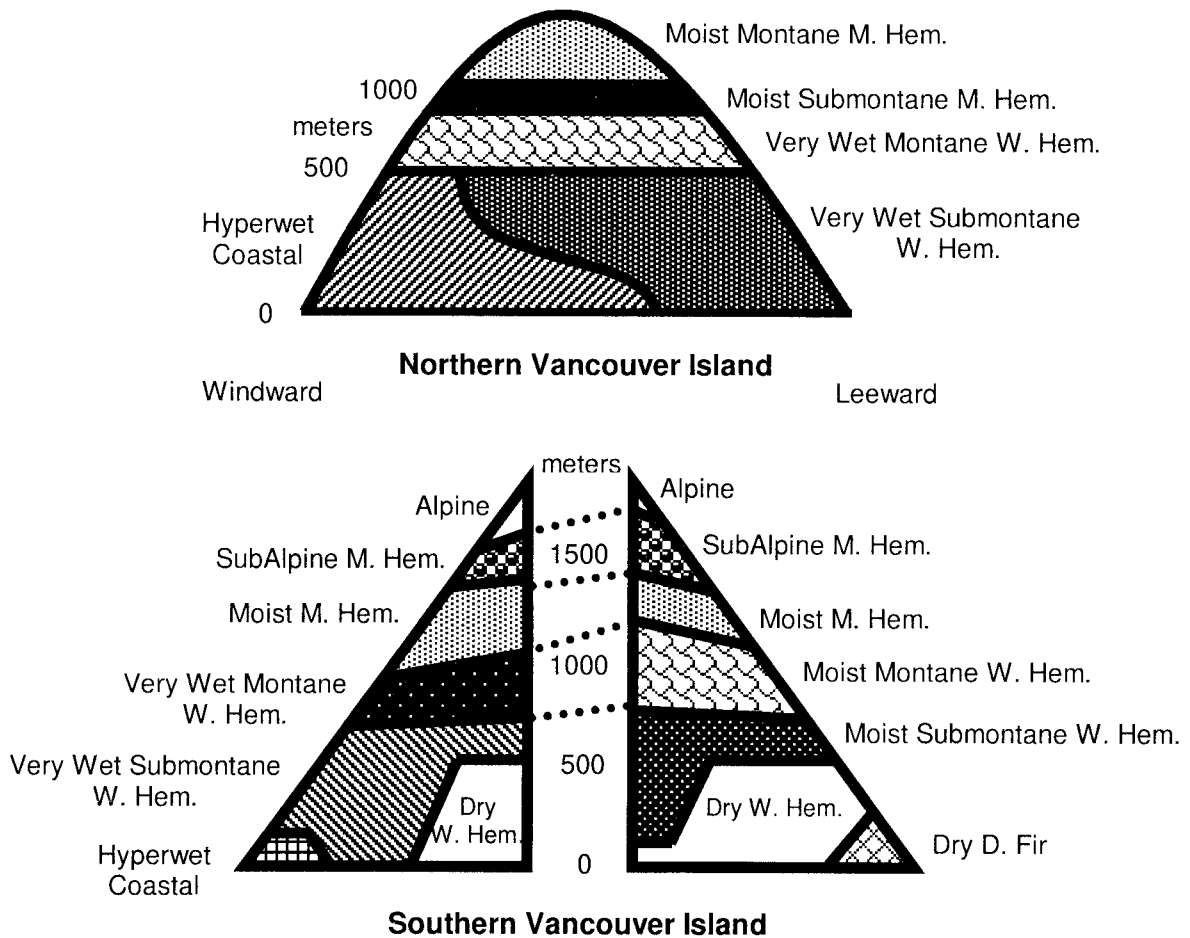 Moist Montane M. Hem.
1000
Moist Submontane M. Hem.
meters
Very Wet Montane W. Hem.
500
Hyperwet
Coastal
Very Wet Submontane
W. Hem.
0
Northern Vancouver Island
Windward
Leeward
meters
Alpine
Alpine
SubAlpine M. Hem.
1500
SubAlpine M. Hem.
Moist M. Hem.
Moist M. Hem.
1000
Very Wet Montane
W. Hem.
Moist Montane W. Hem.
Moist Submontane W. Hem.
Very Wet Submontane
W. Hem.
500
Dry
W. Hem.
Dry W. Hem.
Hyperwet
Coastal
0
Dry D. Fir
Southern Vancouver Island